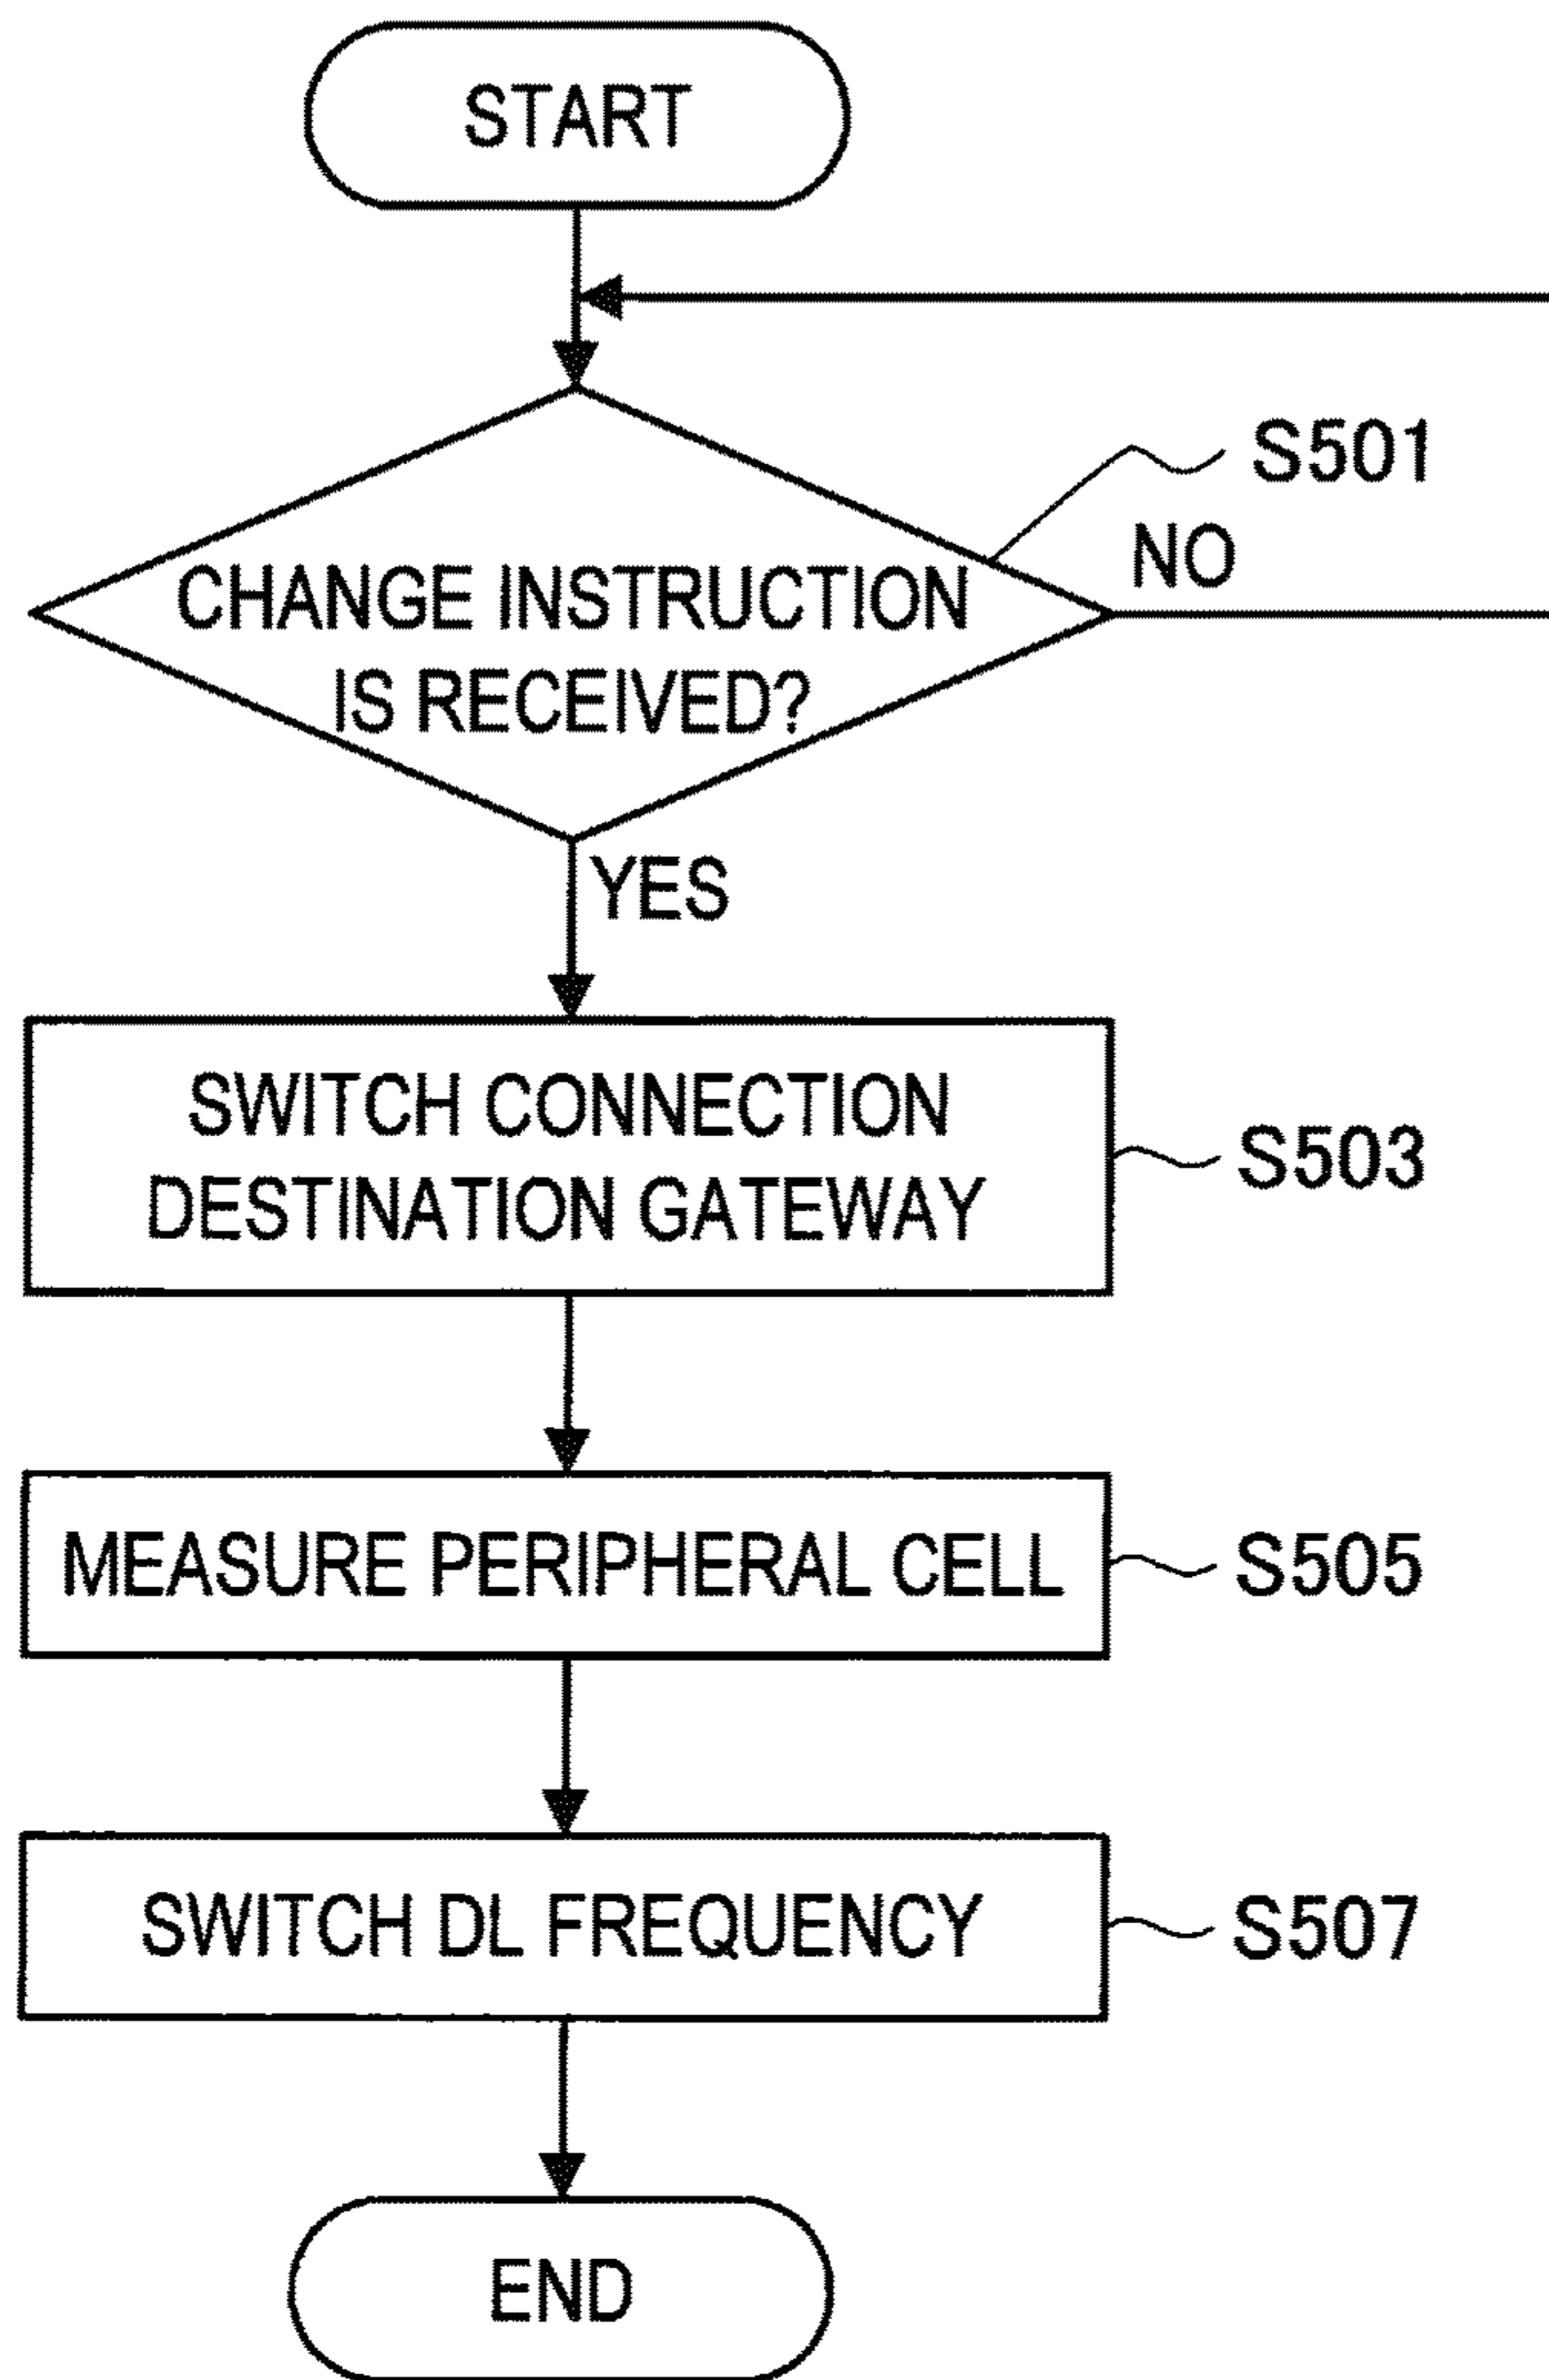 START
S501
NO
CHANGE INSTRUCTION
IS RECEIVED?
YES
SWITCH CONNECTION
DESTINATION GATEWAY
S503
MEASURE PERIPHERAL CELL
S505
SWITCH DL FREQUENCY
S507
END